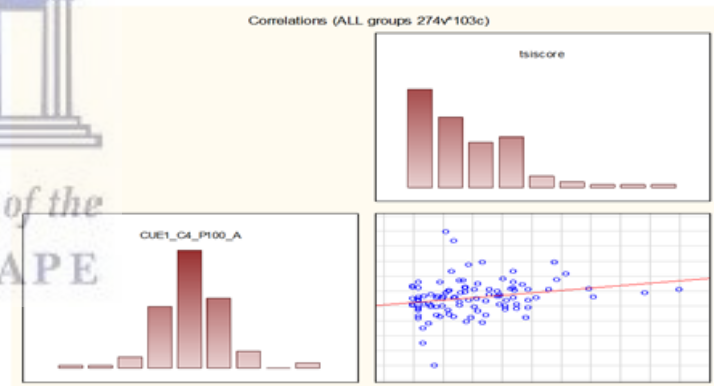 Correlations (ALL groups 274v*103c)
tsiscore
of the
CUE1_C4_P100_A
APE